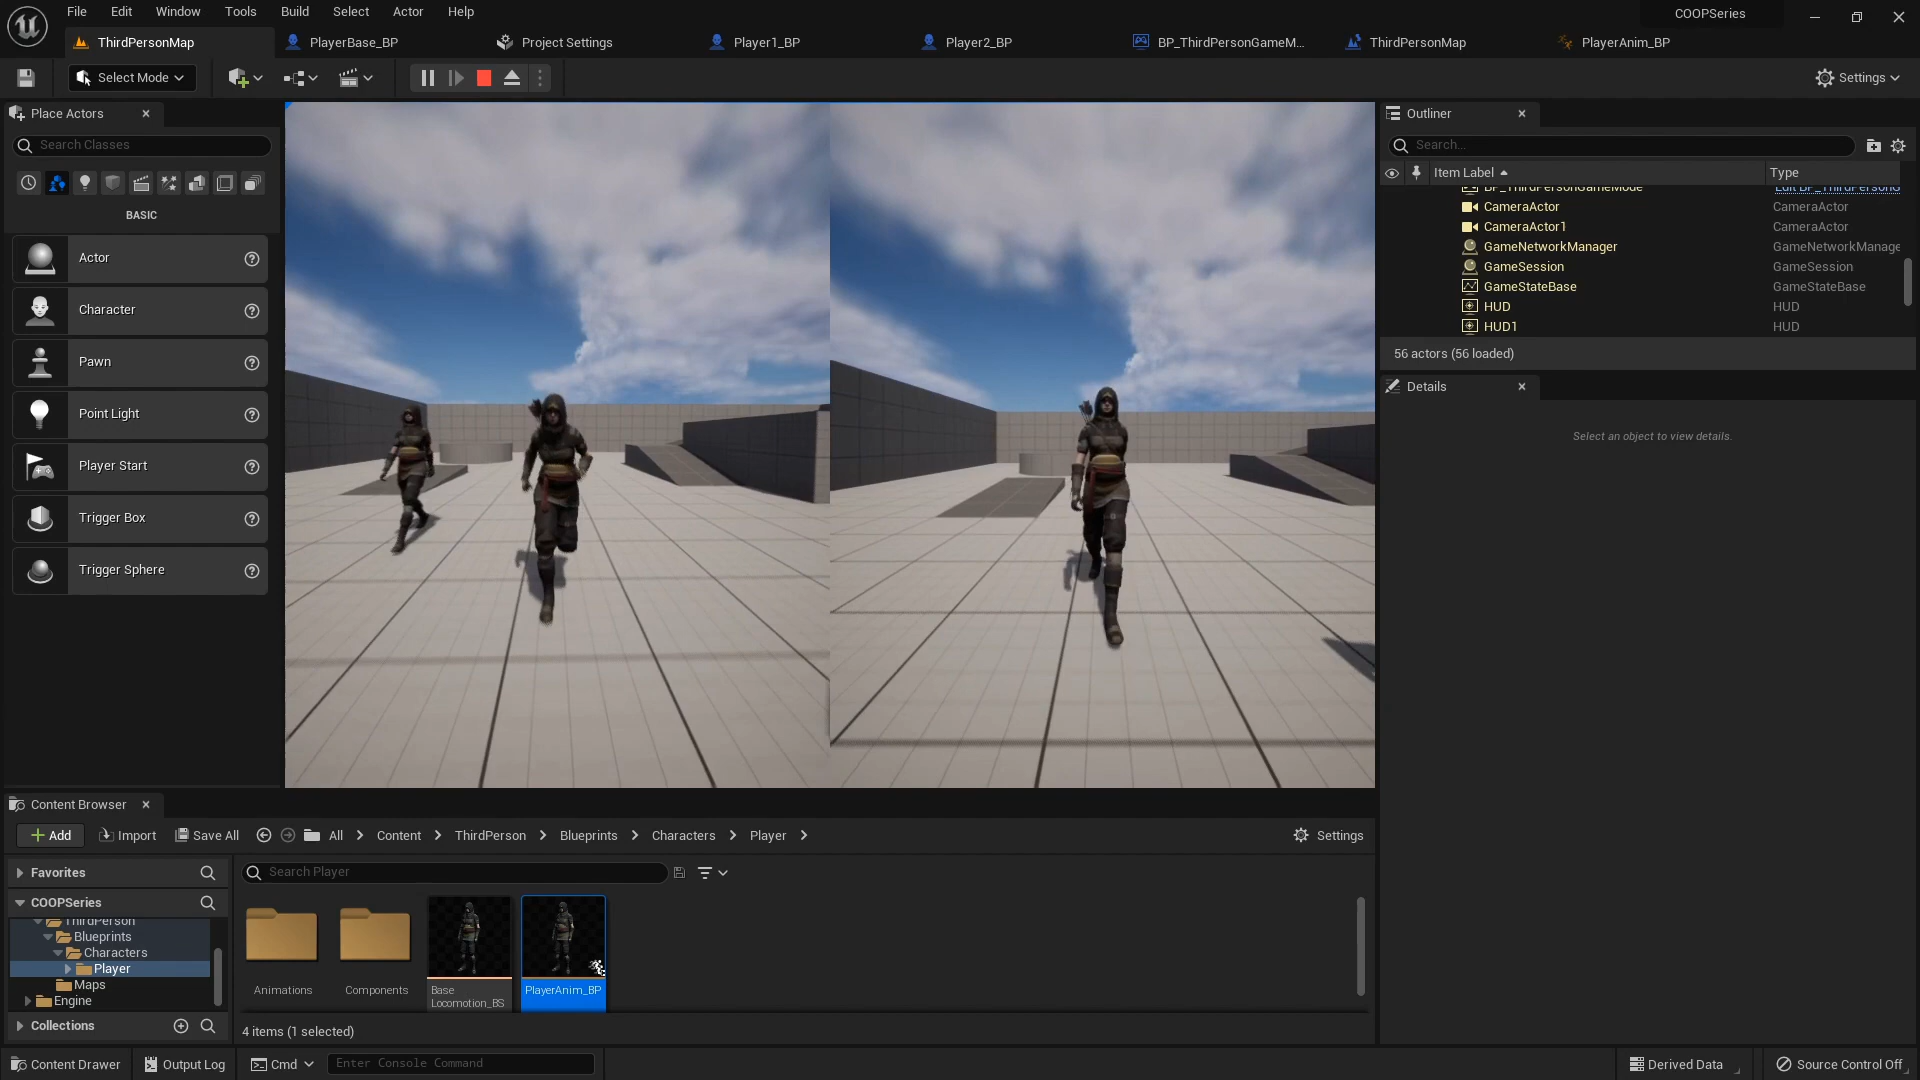 File Edit Window Tools Build Select Actor Help
COOPSeries
ThirdPersonMap PlayerBase_BP Project Settings Player1_BP Player2_BP BP_ThirdPersonGameM... ThirdPersonMap PlayerAnim_BP
Select Mode
Settings
Place Actors
Search Classes
BASIC
Actor
Character
Pawn
Point Light
Player Start
Trigger Box
Trigger Sphere
Outliner
Search...
Item Label Type
BP_ThirdPersonGameMode Edit BP_ThirdPersonG
CameraActor CameraActor
CameraActor1 CameraActor
GameNetworkManager GameNetworkManage
GameSession GameSession
GameStateBase GameStateBase
HUD HUD
HUD1 HUD
56 actors (56 loaded)
Details
Select an object to view details.
Content Browser
Add Import Save All All Content ThirdPerson Blueprints Characters Player Settings
Favorites
COOPSeries
ThirdPerson
Blueprints
Characters
Player
Maps
Engine
Collections
Search Player
Animations
Components
Base
Locomotion_BS
PlayerAnim_BP
4 items (1 selected)
Content Drawer Output Log Cmd Enter Console Command Derived Data Source Control Off